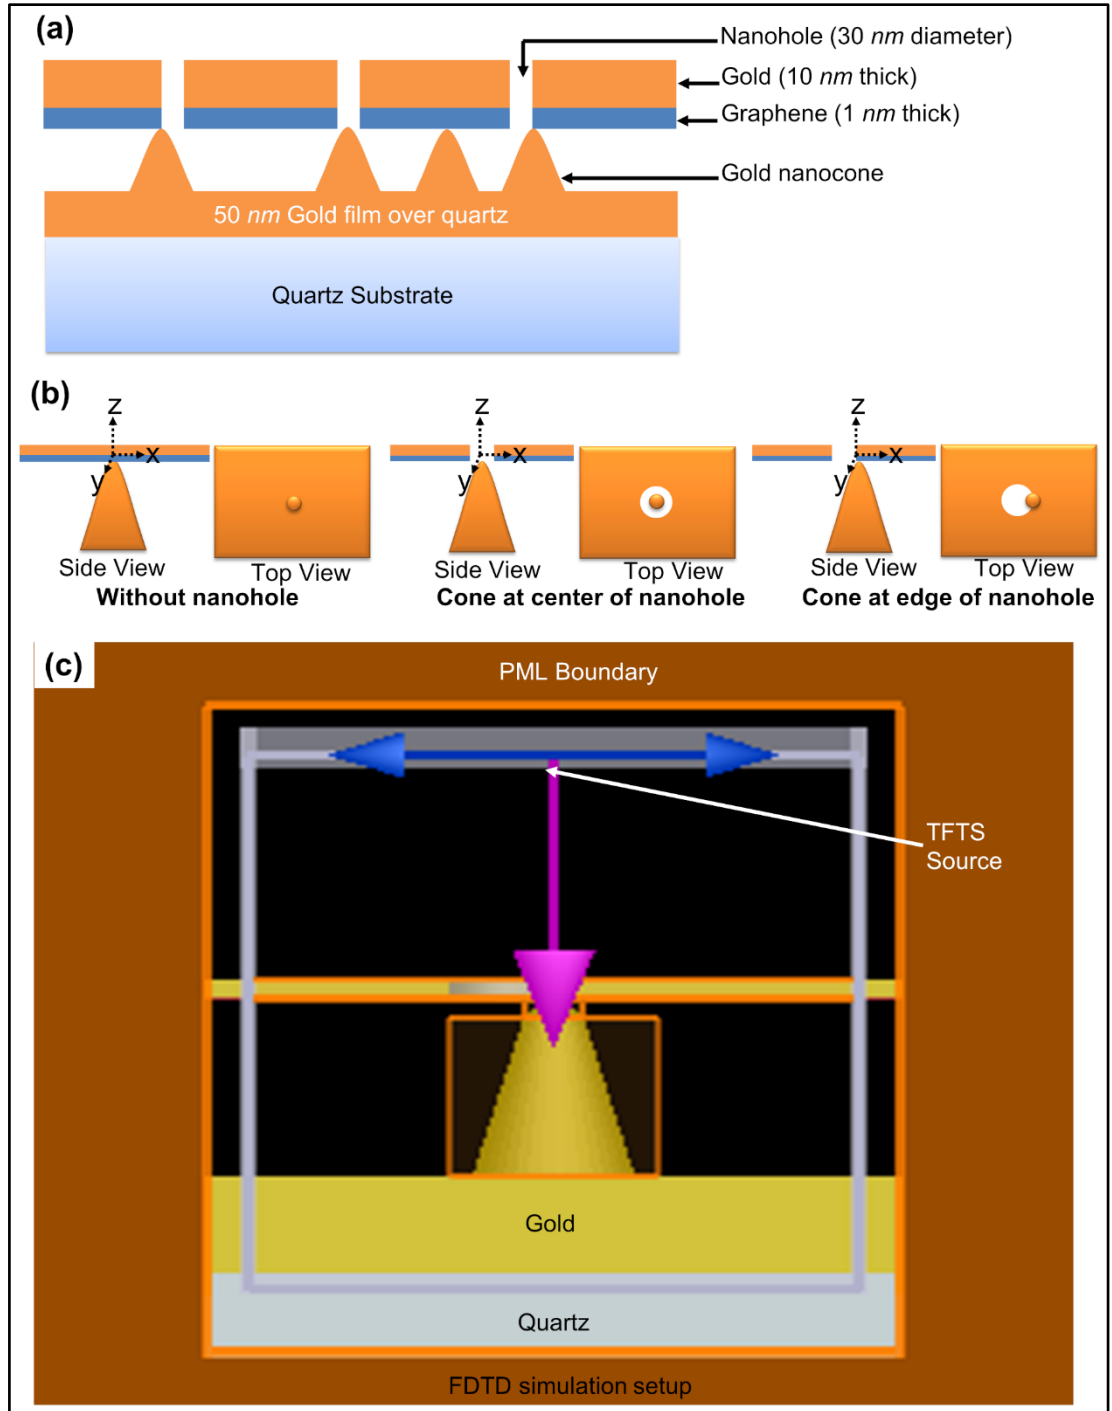 (a)
Nanohole (30 nm diameter)
Gold (10 nm thick)
Graphene (1 nm thick)
Gold nanocone
50 nm Gold film over quartz
Quartz Substrate
(b)
z
x
y
z
x
y
z
x
y
Side View
Top View
Side View
Top View
Side View
Top View
Without nanohole
Cone at center of nanohole
Cone at edge of nanohole
(c)
PML Boundary
TFTS
Source
Gold
Quartz
FDTD simulation setup